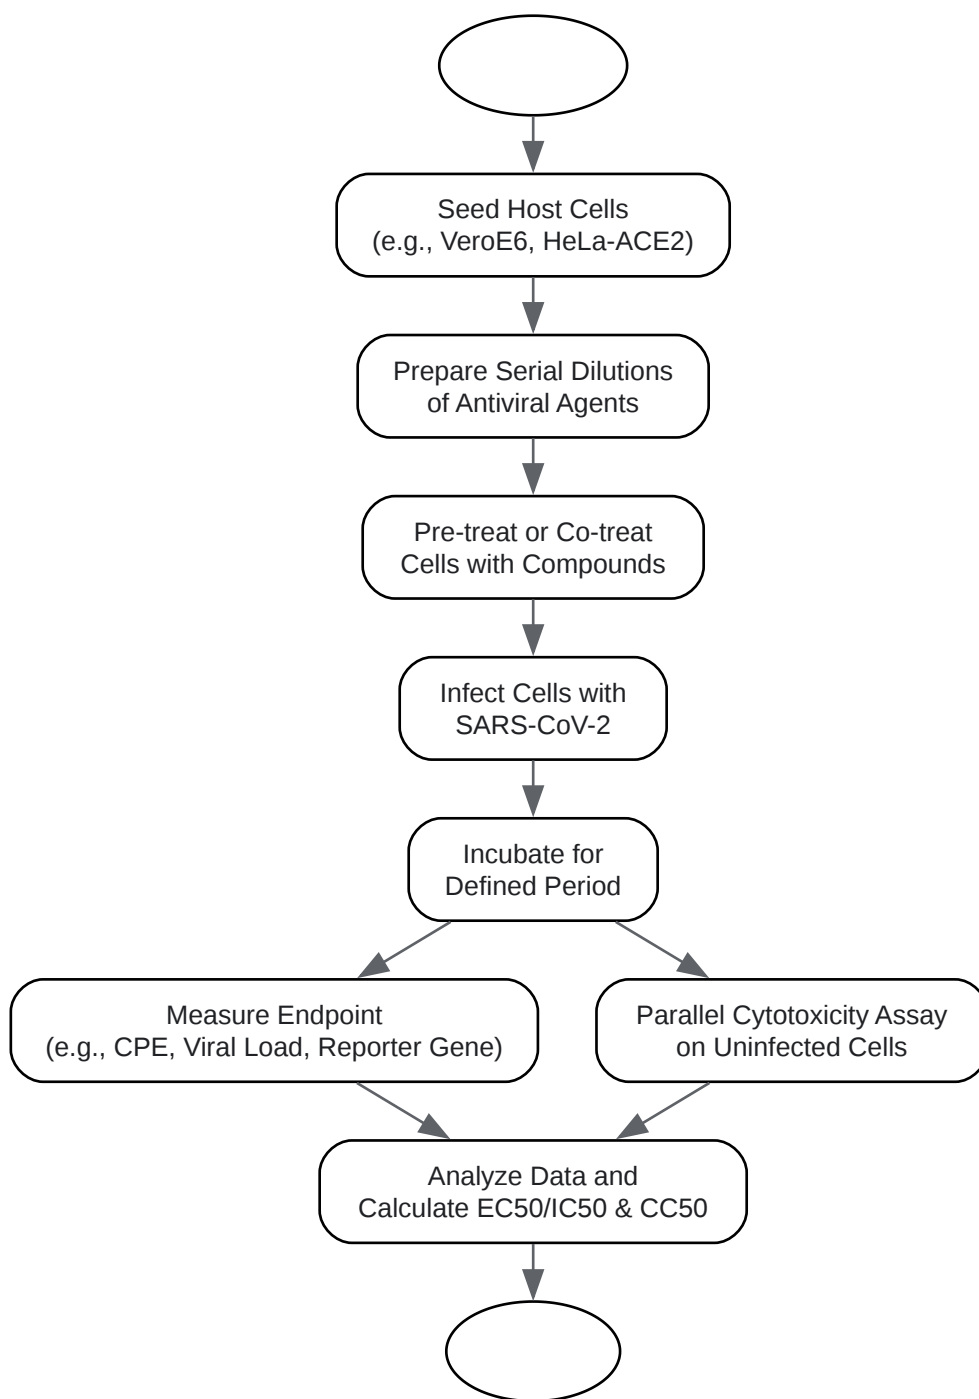 Seed Host Cells
(e.g., VeroE6, HeLa-ACE2)
Prepare Serial Dilutions
of Antiviral Agents
Pre-treat or Co-treat
Cells with Compounds
Infect Cells with
SARS-CoV-2
Incubate for
Defined Period
Measure Endpoint
(e.g., CPE, Viral Load, Reporter Gene)
Parallel Cytotoxicity Assay
on Uninfected Cells
Analyze Data and
Calculate EC50/IC50 & CC50